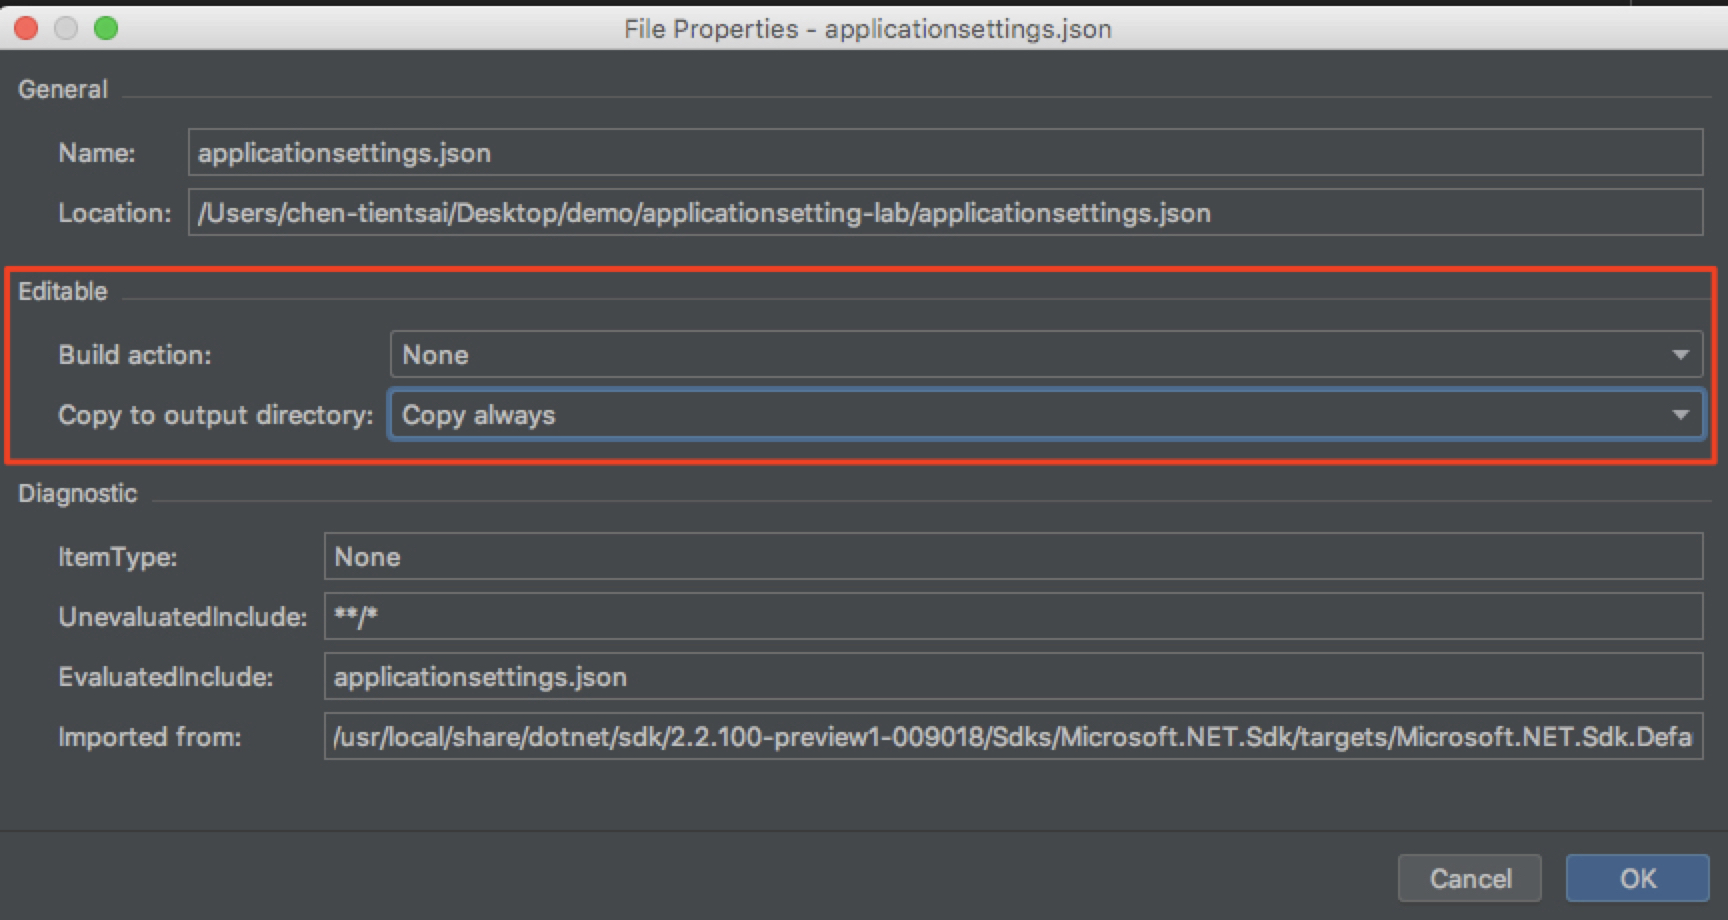 File Properties - applicationsettings.json
General
Name: applicationsettings.json
Location: /Users/chen-tientsai/Desktop/demo/applicationsetting-lab/applicationsettings.json
Editable
Build action: None
Copy to output directory: Copy always
Diagnostic
ItemType: None
UnevaluatedInclude: **/*
EvaluatedInclude: applicationsettings.json
Imported from: /usr/local/share/dotnet/sdk/2.2.100-preview1-009018/Sdks/Microsoft.NET.Sdk/targets/Microsoft.NET.Sdk.Defa
Cancel OK